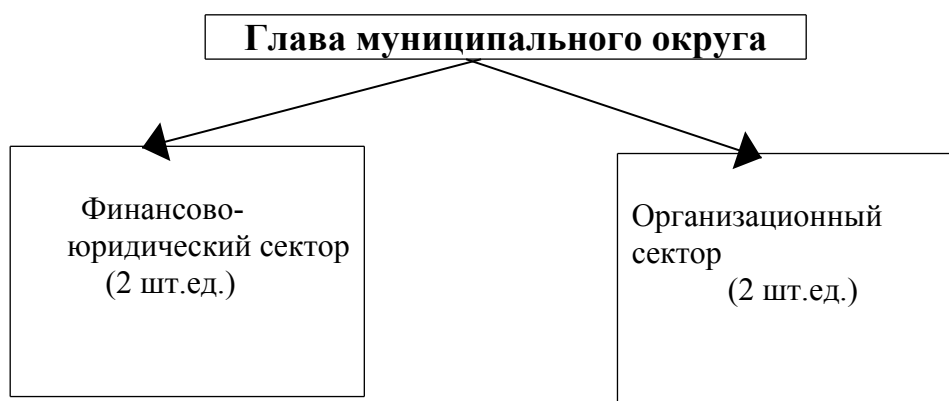 Глава муниципального округа
Финансово-
юридический сектор
(2 шт.ед.)
Организационный
сектор
(2 шт.ед.)